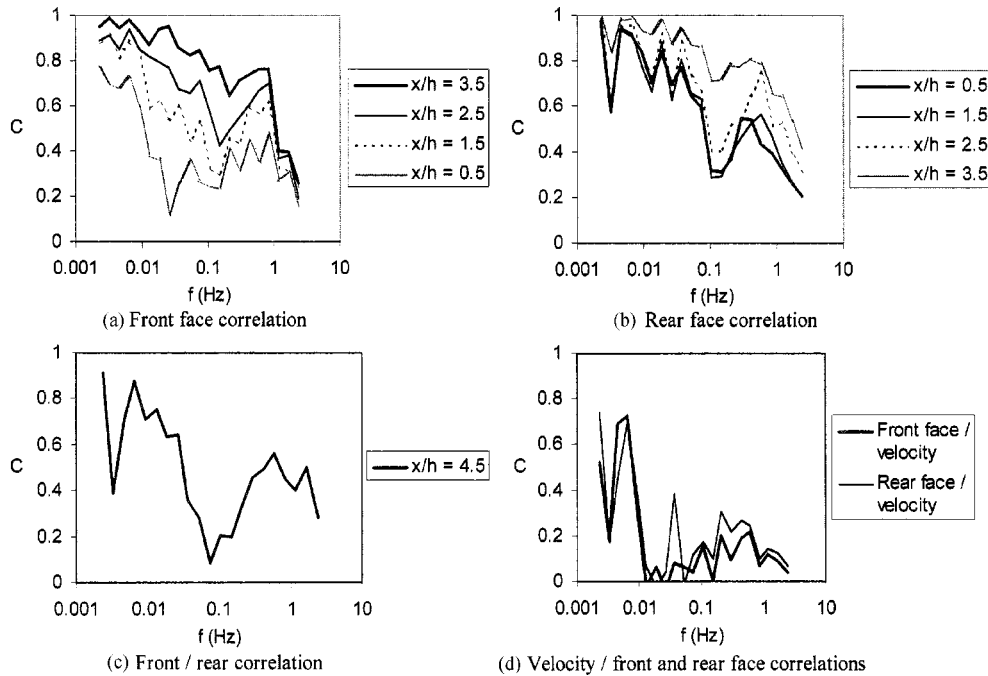 1
0.8
0.6
C
0.4
0.2
0
0.001 0.01 0.1 1 10
f (Hz)
x/h = 3.5
x/h = 2.5
x/h = 1.5
x/h = 0.5
(a) Front face correlation
1
0.8
0.6
C
0.4
0.2
0
0.001 0.01 0.1 1 10
f (Hz)
x/h = 0.5
x/h = 1.5
x/h = 2.5
x/h = 3.5
(b) Rear face correlation
1
0.8
0.6
C
0.4
0.2
0
0.001 0.01 0.1 1 10
f (Hz)
x/h = 4.5
(c) Front / rear correlation
1
0.8
0.6
C
0.4
0.2
0
0.001 0.01 0.1 1 10
f (Hz)
Front face /
velocity
Rear face /
velocity
(d) Velocity / front and rear face correlations